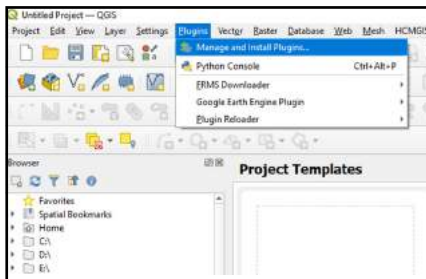 Untitled Project — QGIS
Project Edit View Layer Settings Plugins Vector Raster Database Web Mesh HCMGIS
Manage and Install Plugins...
Python Console Ctrl+Alt+P
FRMS Downloader
Google Earth Engine Plugin
Plugin Reloader
Browser
Project Templates
Favorites
Spatial Bookmarks
Home
C:\
D:\
E:\